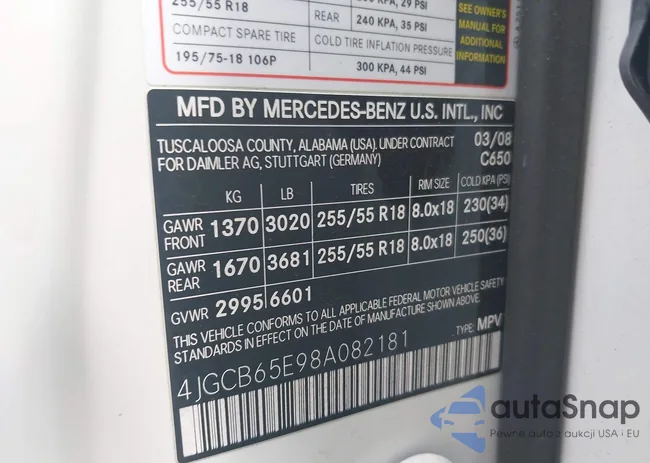 255/55 R18 KPA, 29 PSI
REAR 240 KPA, 35 PSI
COMPACT SPARE TIRE COLD TIRE INFLATION PRESSURE
195/75-18 106P 300 KPA, 44 PSI
SEE OWNER'S
MANUAL FOR
ADDITIONAL
INFORMATION
MFD BY MERCEDES-BENZ U.S. INTL., INC
TUSCALOOSA COUNTY, ALABAMA (USA). UNDER CONTRACT 03/08
FOR DAIMLER AG, STUTTGART (GERMANY) C650
KG LB TIRES RIM SIZE COLD KPA (PSI)
GAWR FRONT 1370 3020 255/55 R18 8.0x18 230(34)
GAWR REAR 1670 3681 255/55 R18 8.0x18 250(36)
GVWR 2995 6601
THIS VEHICLE CONFORMS TO ALL APPLICABLE FEDERAL MOTOR VEHICLE SAFETY
STANDARDS IN EFFECT ON THE DATE OF MANUFACTURE SHOWN ABOVE.
4JGCB65E98A082181 TYPE: MPV
autoSnap
Pewne auto z aukcji USA · EU